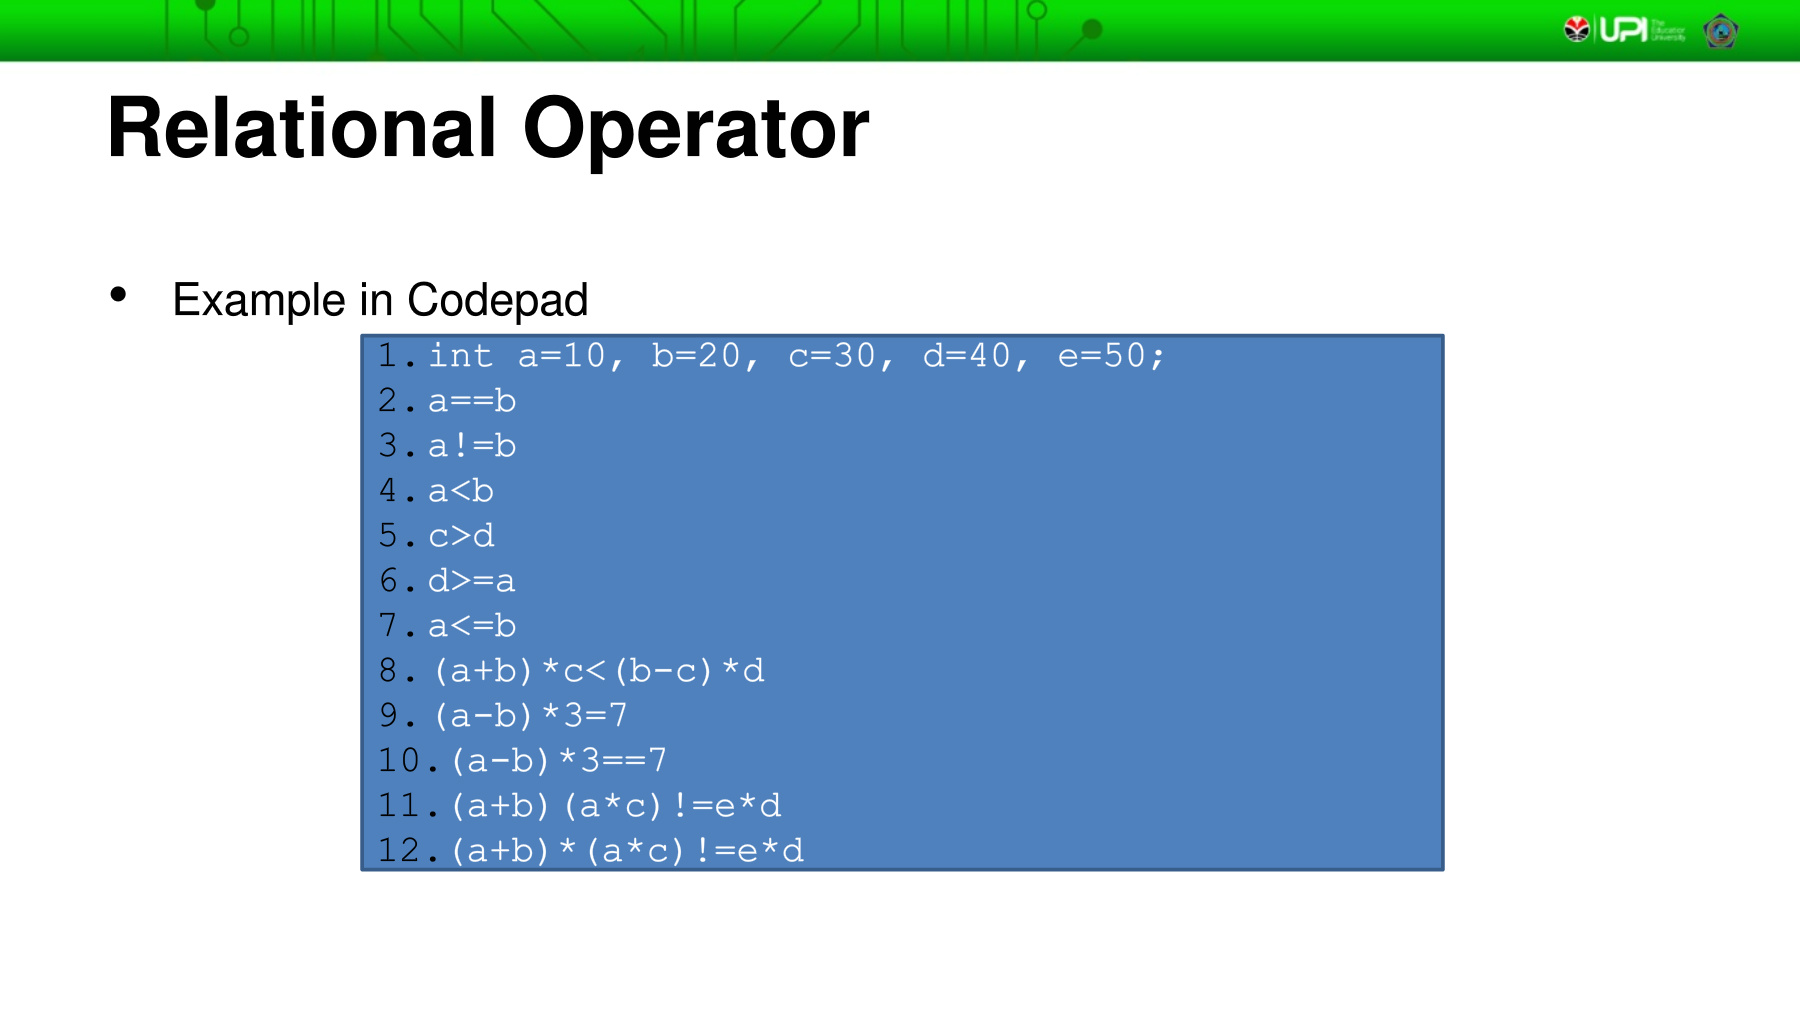 UPI The Education University
Relational Operator
• Example in Codepad
1. int a=10, b=20, c=30, d=40, e=50;
2. a==b
3. a!=b
4. a<b
5. c>d
6. d>=a
7. a<=b
8. (a+b)*c<(b-c)*d
9. (a-b)*3=7
10. (a-b)*3==7
11. (a+b)(a*c)!=e*d
12. (a+b)*(a*c)!=e*d